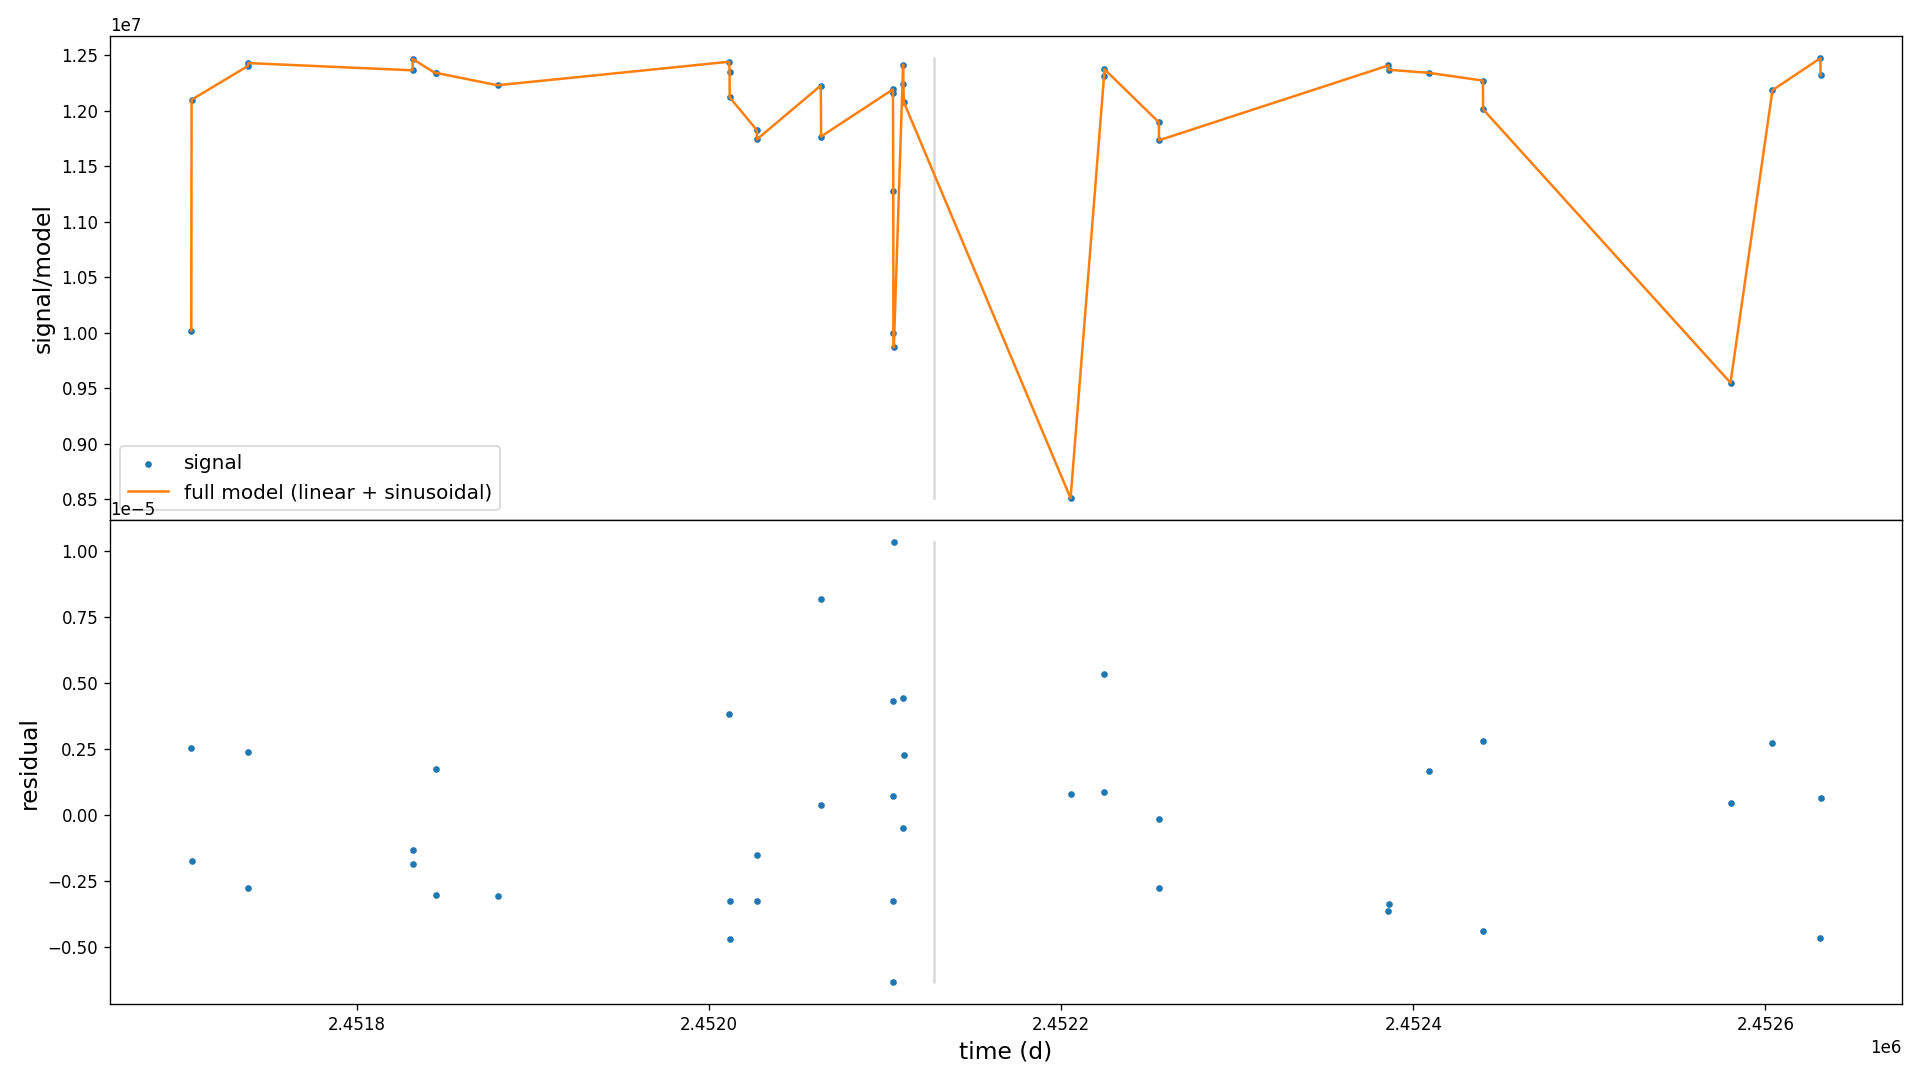 1e7
1.25
1.20
1.15
1.10
1.05
1.00
0.95
0.90
0.85
signal/model
signal
full model (linear + sinusoidal)
1e−5
1.00
0.75
0.50
0.25
0.00
−0.25
−0.50
residual
2.4518
2.4520
2.4522
2.4524
2.4526
1e6
time (d)